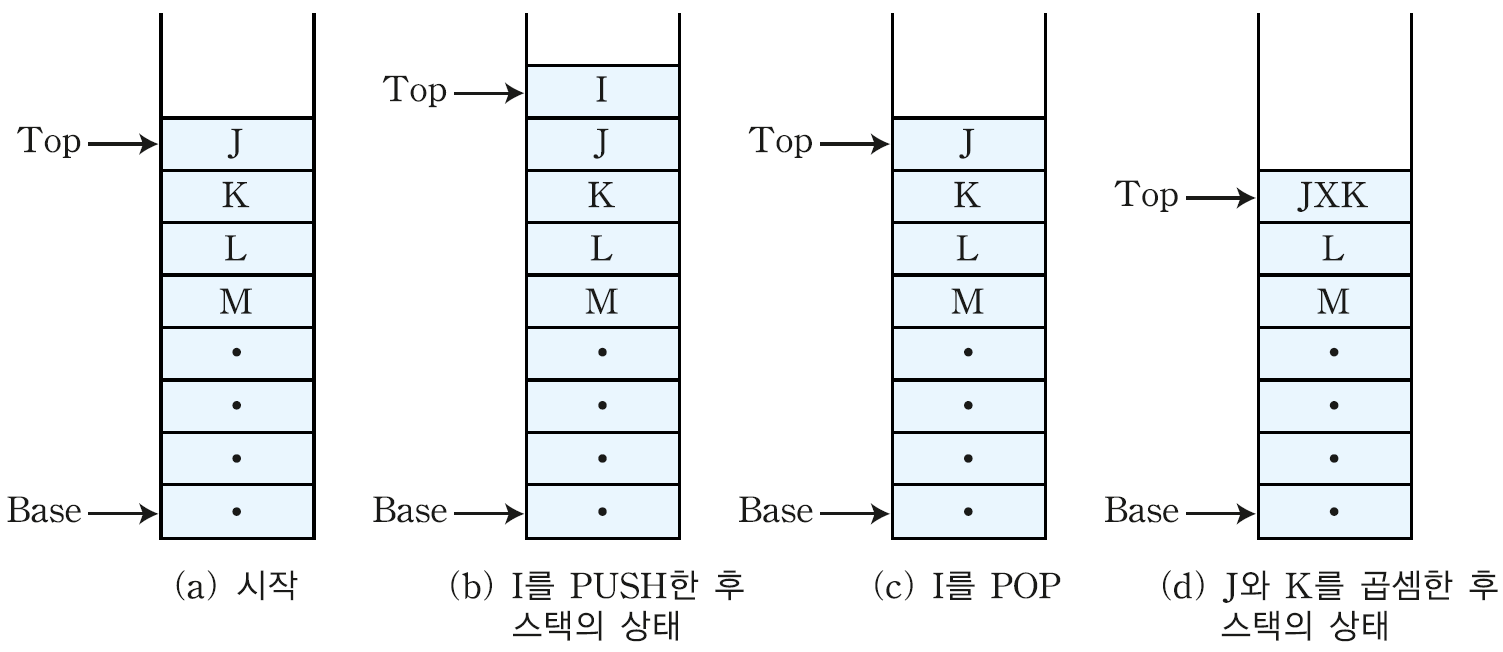 Top
J
K
L
M
•
•
•
Base
•
(a) 시작
Top
I
J
K
L
M
•
•
•
Base
•
(b) I를 PUSH한 후
스택의 상태
Top
J
K
L
M
•
•
•
Base
•
(c) I를 POP
Top
JXK
L
M
•
•
•
Base
•
(d) J와 K를 곱셈한 후
스택의 상태